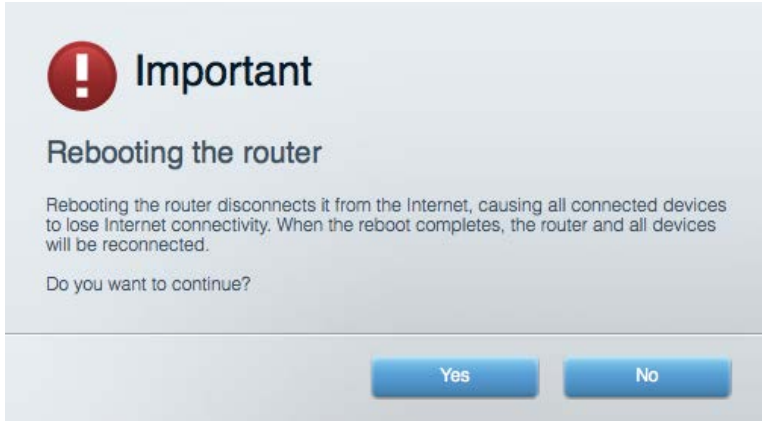 Important
Rebooting the router
Rebooting the router disconnects it from the Internet, causing all connected devices
to lose Internet connectivity. When the reboot completes, the router and all devices
will be reconnected.
Do you want to continue?
Yes
No